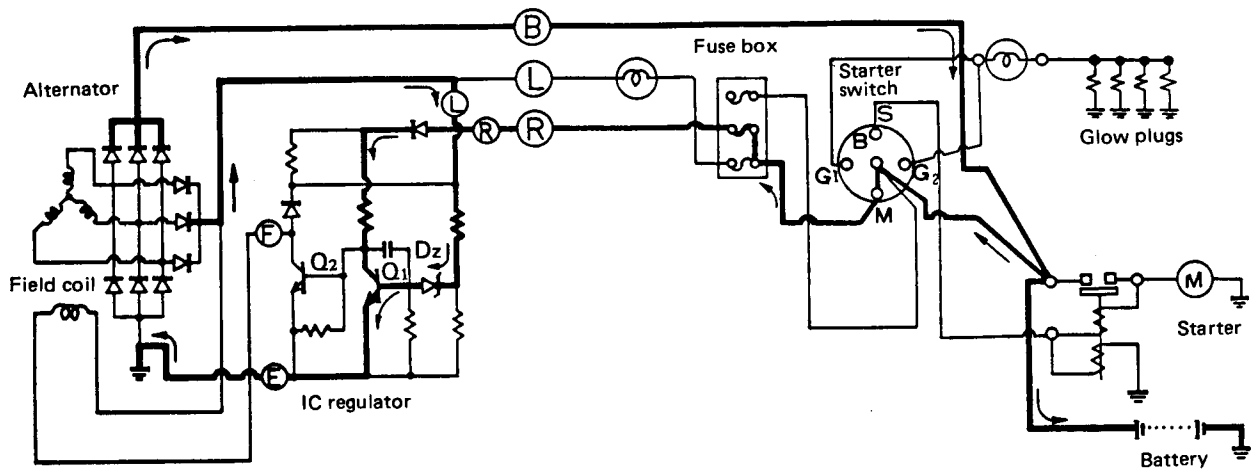 B
Fuse box
Alternator
L
Starter switch
S
L
R
R
B
Glow plugs
G1
G2
M
F
Q2
Q1
Dz
Field coil
M
Starter
E
IC regulator
Battery